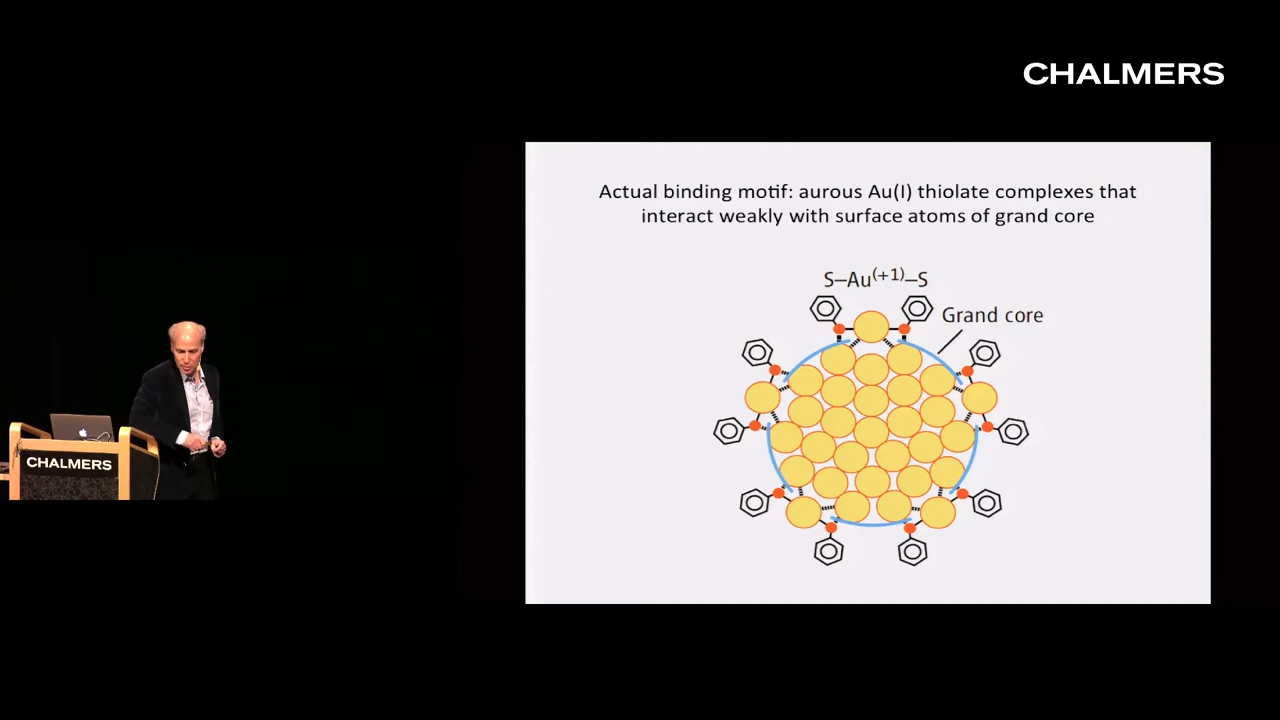 CHALMERS
Actual binding motif: aurous Au(I) thiolate complexes that
interact weakly with surface atoms of grand core
S–Au(+1)–S
Grand core
CHALMERS